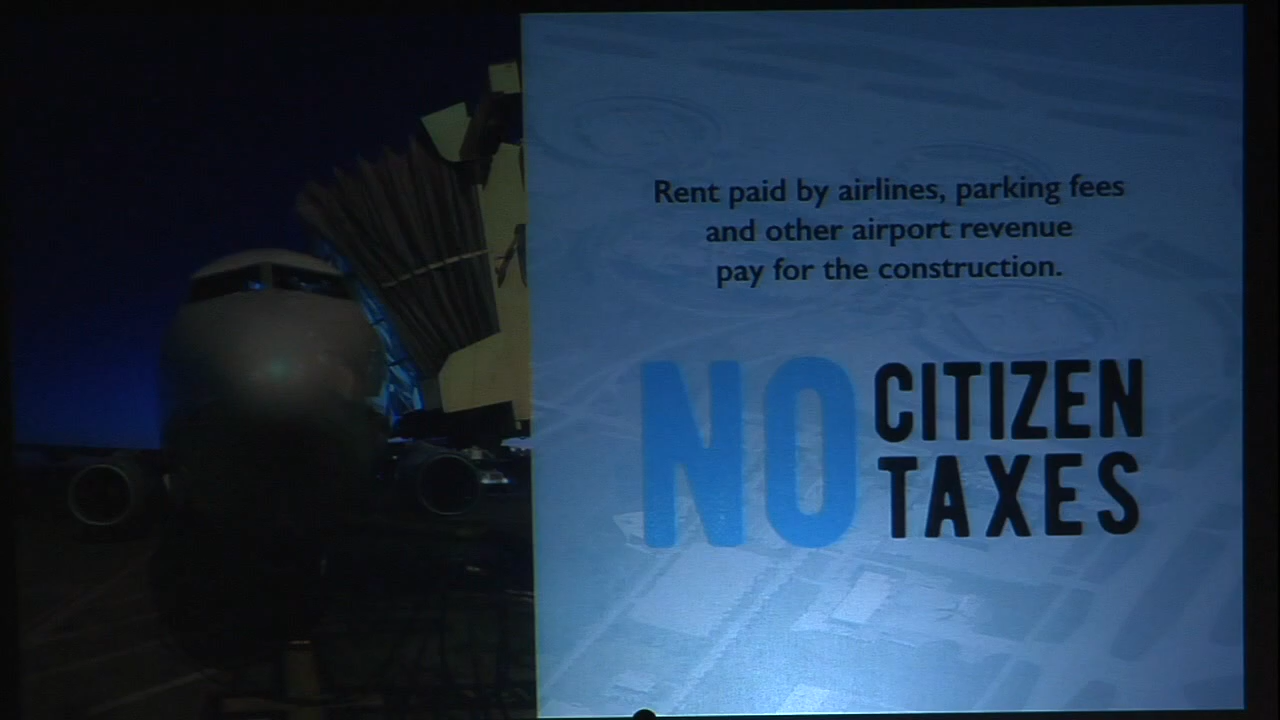 Rent paid by airlines, parking fees
and other airport revenue
pay for the construction.
NO CITIZEN
TAXES